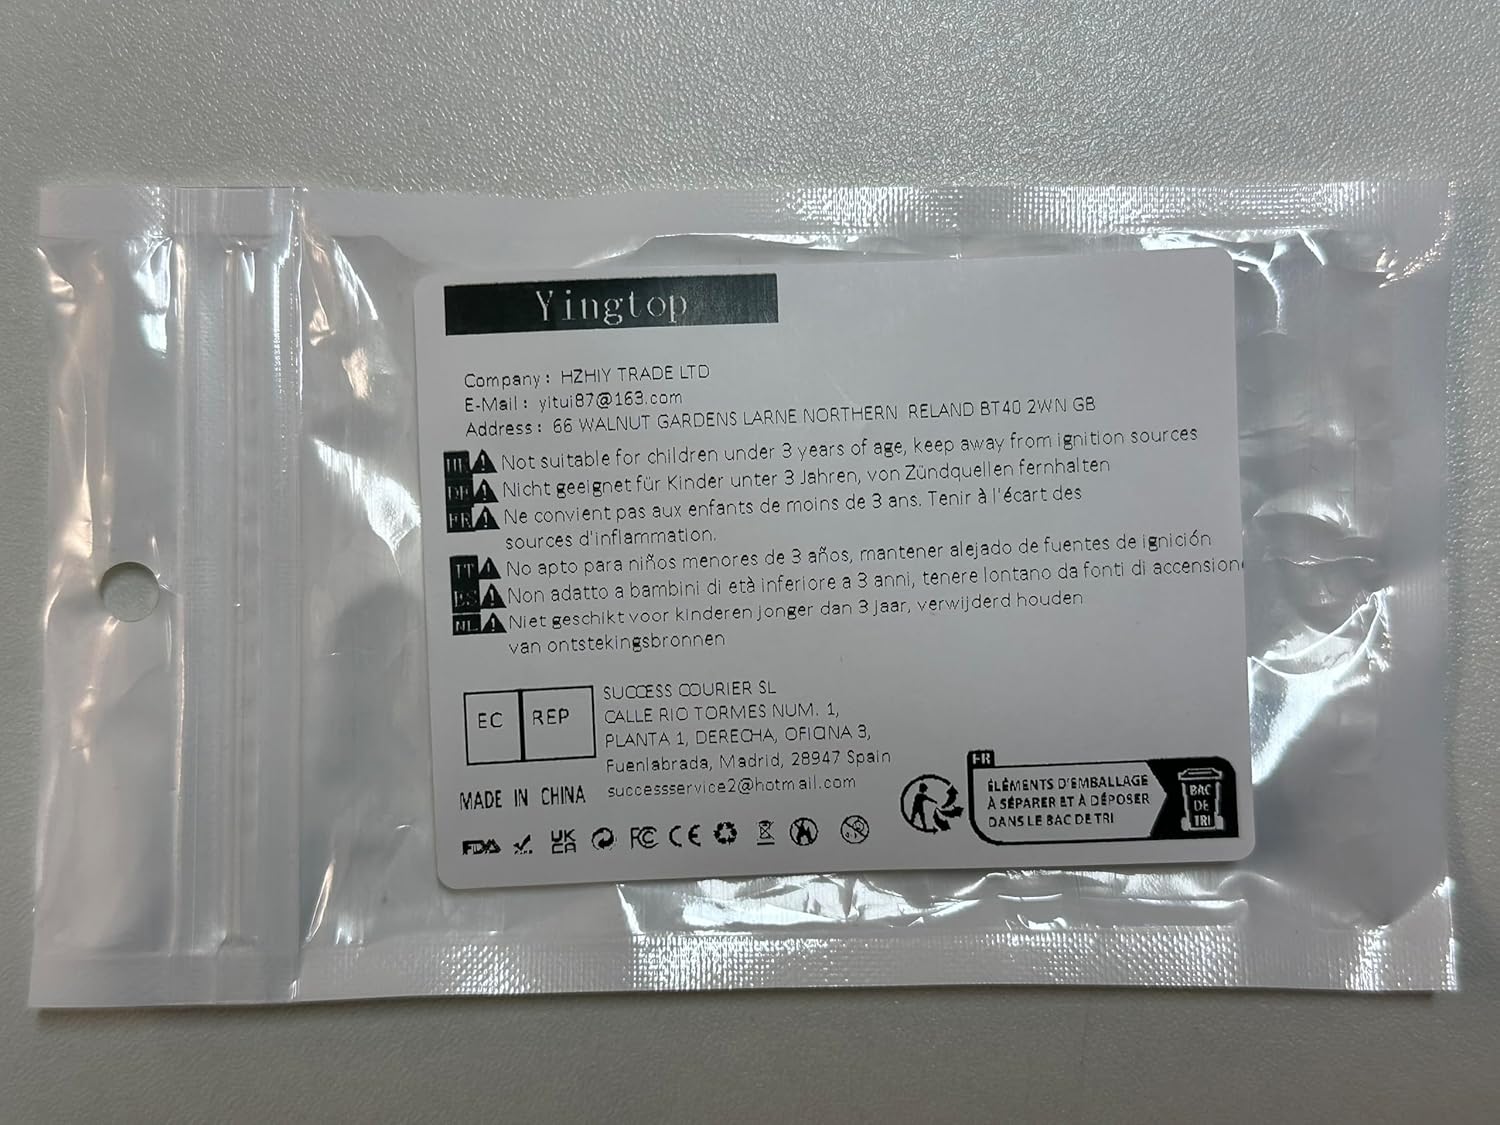 Yingtop
Company: HZHIY TRADE LTD
E-Mail: yitui87@163.com
Address: 66 WALNUT GARDENS LARNE NORTHERN RELAND BT40 2WN GB
Not suitable for children under 3 years of age, keep away from ignition sources
DE Nicht geeignet für Kinder unter 3 Jahren, von Zündquellen fernhalten
FR Ne convient pas aux enfants de moins de 3 ans. Tenir à l'écart des
sources d'inflammation.
IT No apto para niños menores de 3 años, mantener alejado de fuentes de ignición
ES Non adatto a bambini di età inferiore a 3 anni, tenere lontano da fonti di accension
NL Niet geschikt voor kinderen jonger dan 3 jaar, verwijderd houden
van ontstekingsbronnen
EC REP
SUCCESS COURIER SL
CALLE RIO TORMES NUM. 1,
PLANTA 1, DERECHA, OFICINA 3,
Fuenlabrada, Madrid, 28947 Spain
successservice2@hotmail.com
MADE IN CHINA
FDA UK CA FC CE
FR
ÉLÉMENTS D'EMBALLAGE
À SÉPARER ET À DÉPOSER
DANS LE BAC DE TRI
BAC
DE
TRI